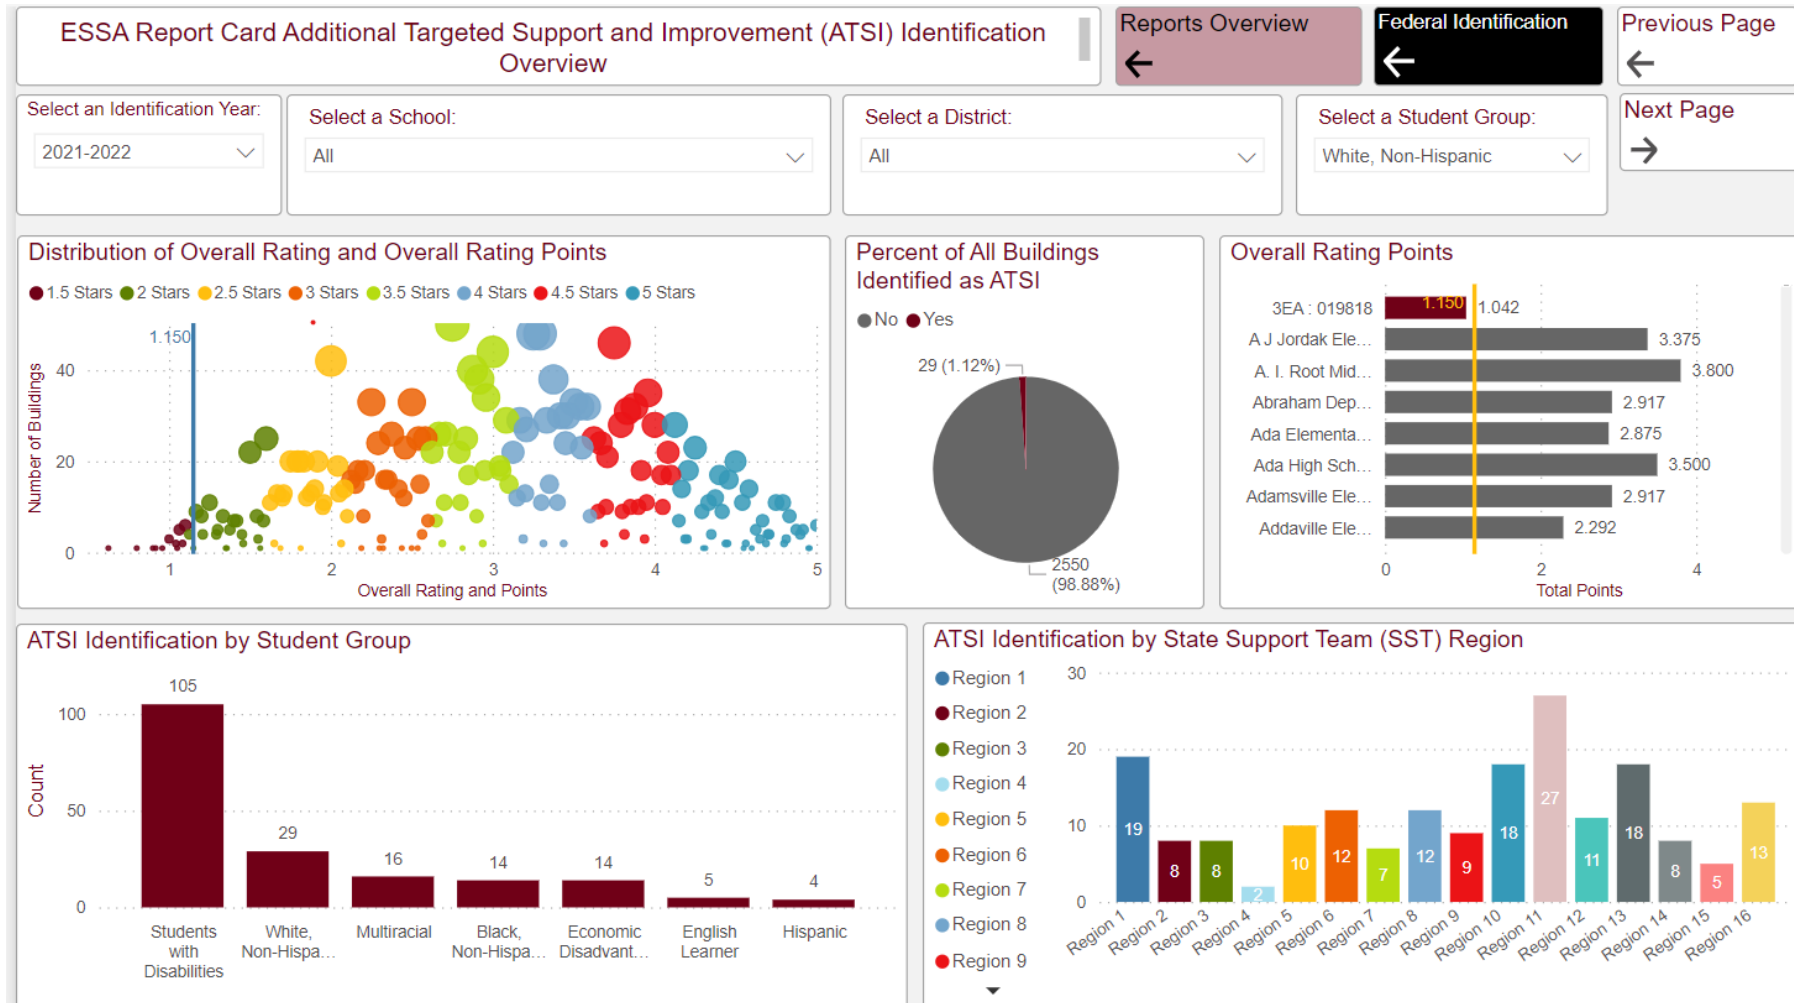 ESSA Report Card Additional Targeted Support and Improvement (ATSI) Identification
Overview
Reports Overview
Federal Identification
Previous Page
Select an Identification Year:
2021-2022
Select a School:
All
Select a District:
All
Select a Student Group:
White, Non-Hispanic
Next Page
Distribution of Overall Rating and Overall Rating Points
1.5 Stars 2 Stars 2.5 Stars 3 Stars 3.5 Stars 4 Stars 4.5 Stars 5 Stars
1.150
Number of Buildings
40
20
0
1 2 3 4 5
Overall Rating and Points
Percent of All Buildings
Identified as ATSI
No Yes
29 (1.12%)
2550
(98.88%)
Overall Rating Points
3EA : 019818 1.150 1.042
A J Jordak Ele... 3.375
A. I. Root Mid... 3.800
Abraham Dep... 2.917
Ada Elementa... 2.875
Ada High Sch... 3.500
Adamsville Ele... 2.917
Addaville Ele... 2.292
0 2 4
Total Points
ATSI Identification by Student Group
Count
100
50
0
105
29
16
14
14
5
4
Students
with
Disabilities
White,
Non-Hispa...
Multiracial
Black,
Non-Hispa...
Economic
Disadvant...
English
Learner
Hispanic
ATSI Identification by State Support Team (SST) Region
Region 1
Region 2
Region 3
Region 4
Region 5
Region 6
Region 7
Region 8
Region 9
30
20
10
0
19 8 8 2 10 12 7 12 9 18 27 11 18 8 5 13
Region 1 Region 2 Region 3 Region 4 Region 5 Region 6 Region 7 Region 8 Region 9 Region 10 Region 11 Region 12 Region 13 Region 14 Region 15 Region 16